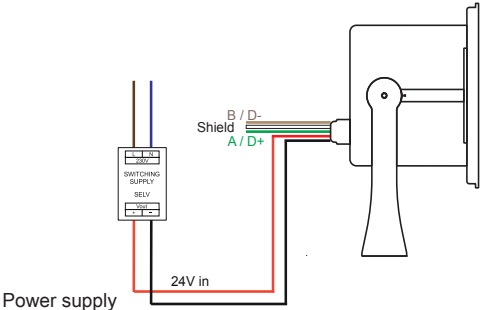 B / D-
Shield
A / D+
L N
230V
SWITCHING
SUPPLY
SELV
Vout
+ -
24V in
Power supply